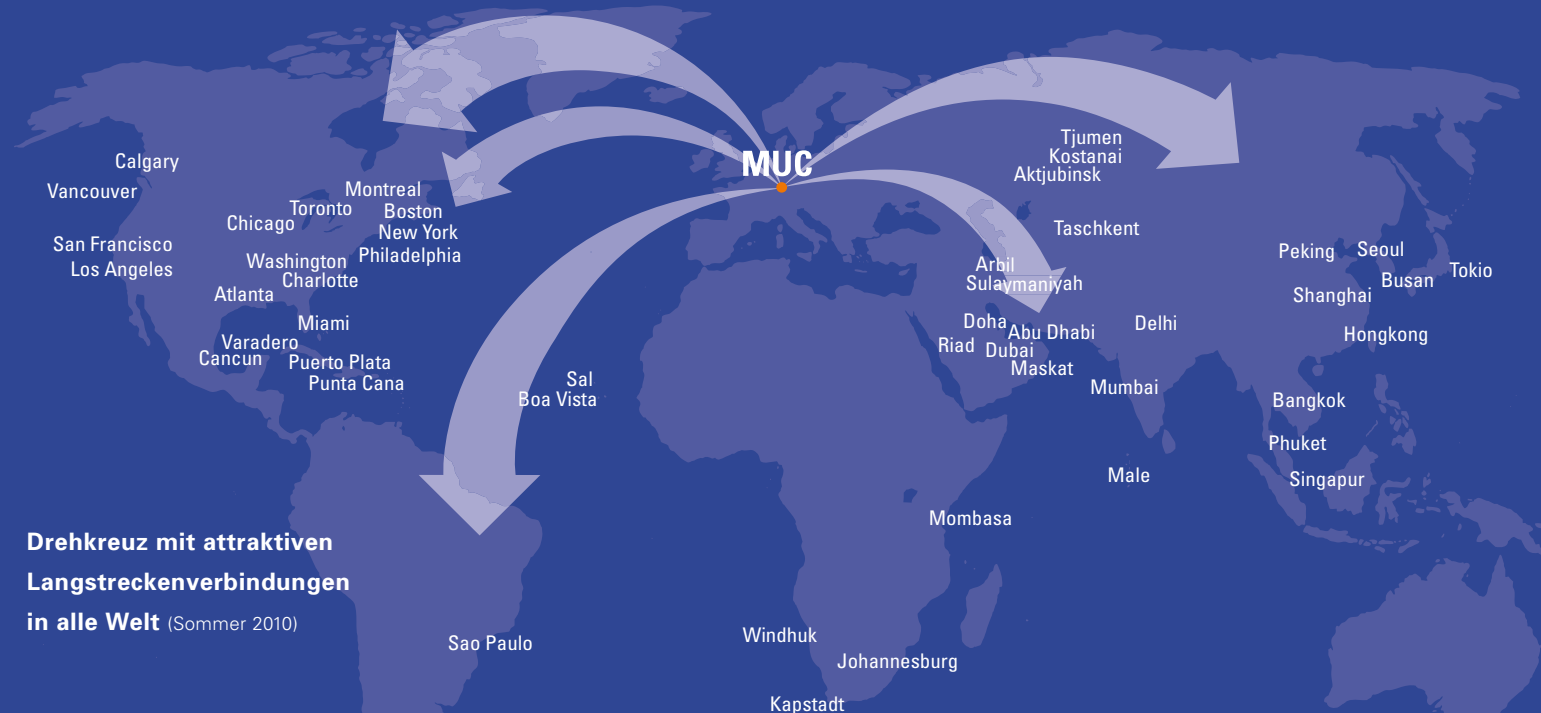 MUC
Calgary
Vancouver
San Francisco
Los Angeles
Montreal
Toronto
Boston
Chicago
New York
Philadelphia
Washington
Charlotte
Atlanta
Miami
Varadero
Cancun
Puerto Plata
Punta Cana
Sal
Boa Vista
Sao Paulo
Tjumen
Kostanai
Aktjubinsk
Taschkent
Arbil
Sulaymaniyah
Doha
Abu Dhabi
Riad
Dubai
Maskat
Delhi
Mumbai
Male
Peking
Seoul
Tokio
Busan
Shanghai
Hongkong
Bangkok
Phuket
Singapur
Mombasa
Windhuk
Johannesburg
Kapstadt
Drehkreuz mit attraktiven
Langstreckenverbindungen
in alle Welt (Sommer 2010)